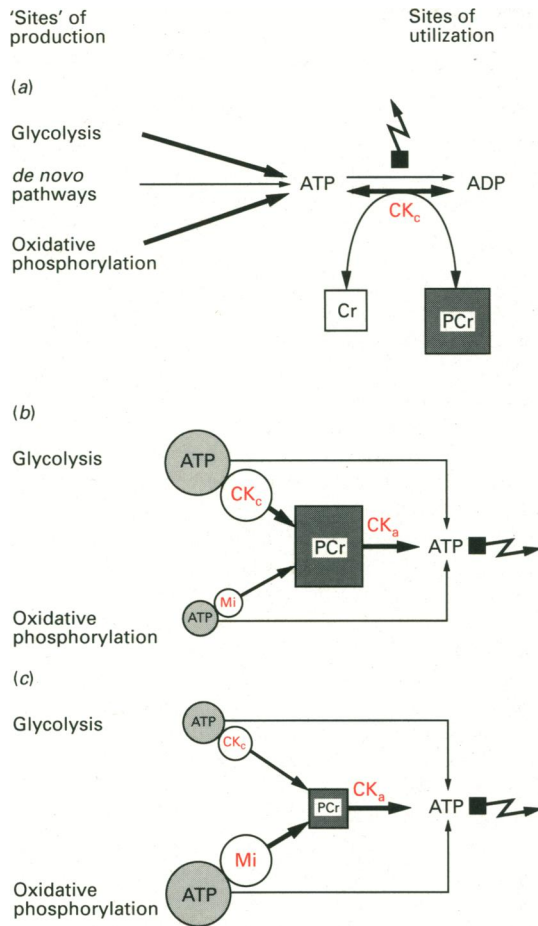 'Sites' of
production
Sites of
utilization
(a)
Glycolysis
de novo
pathways
Oxidative
phosphorylation
ATP
ADP
CKc
Cr
PCr
(b)
Glycolysis
ATP
CKc
PCr
CKa
ATP
Mi
ATP
Oxidative
phosphorylation
(c)
Glycolysis
ATP
CKc
PCr
CKa
ATP
Mi
ATP
Oxidative
phosphorylation